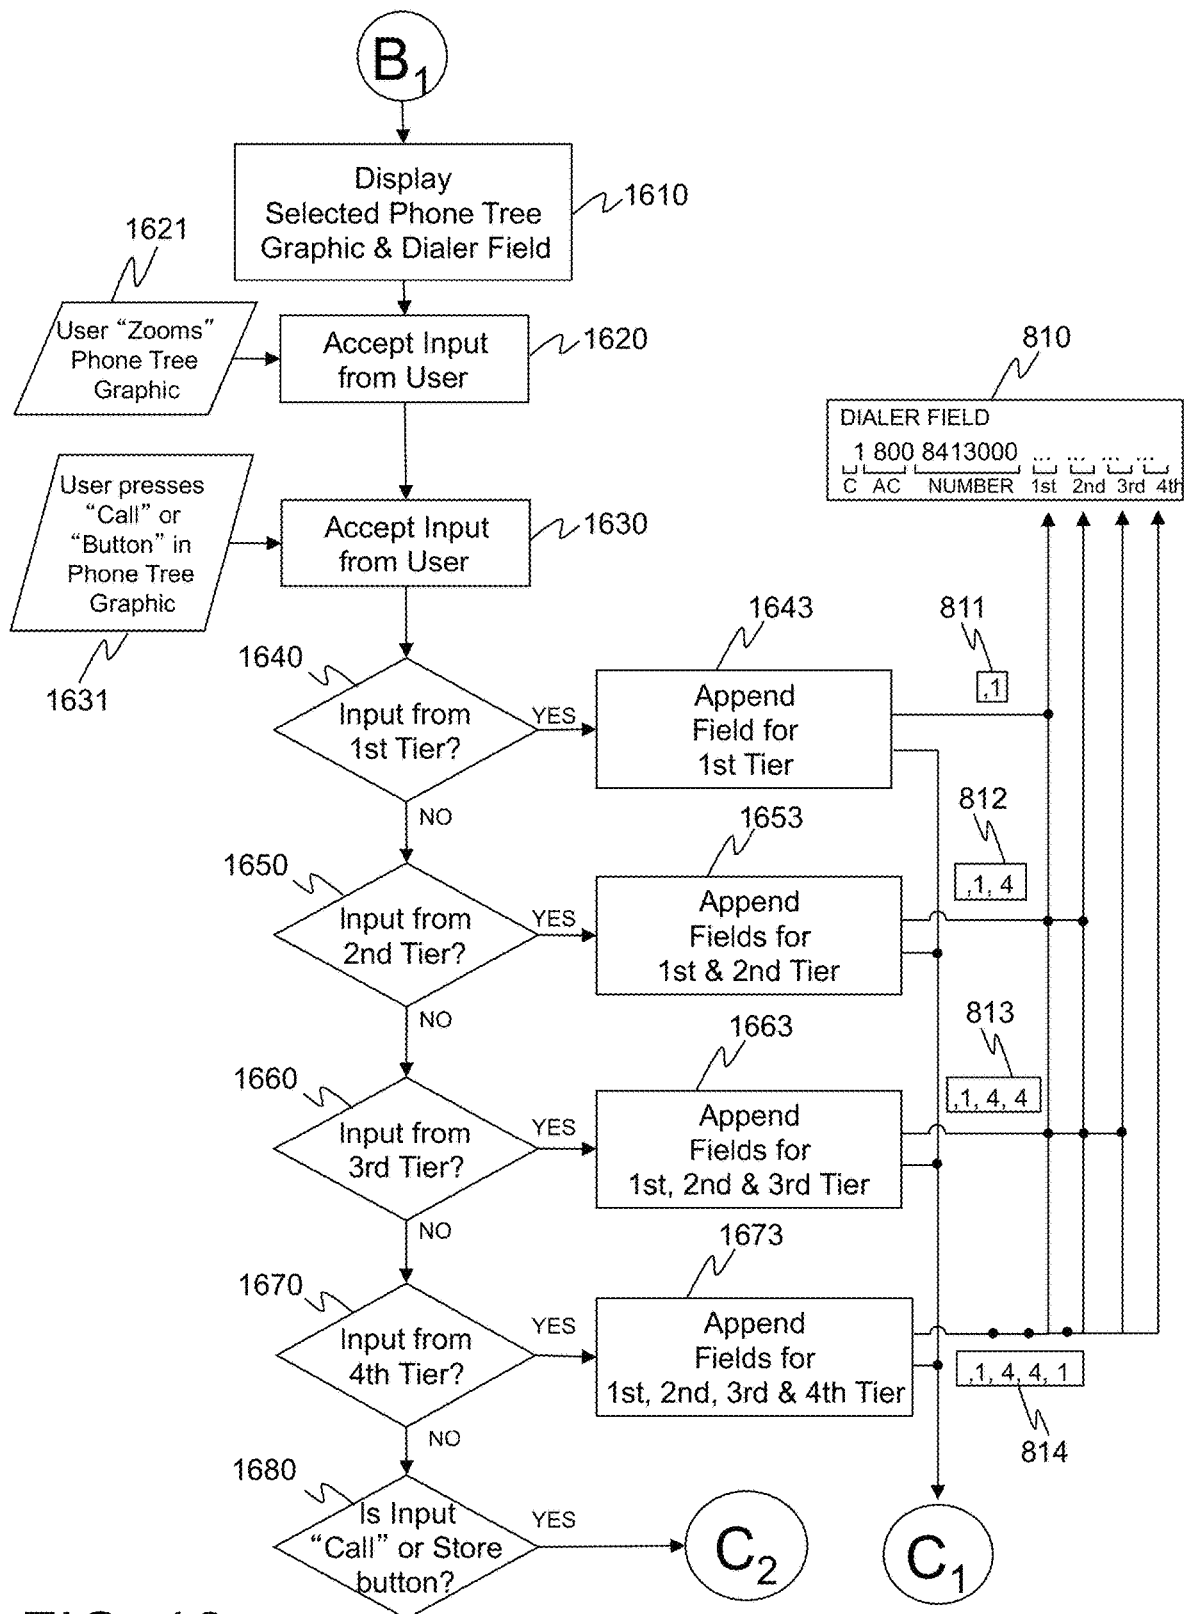 B1
Display
Selected Phone Tree
Graphic & Dialer Field
1610
1621
User “Zooms”
Phone Tree
Graphic
Accept Input
from User
1620
810
DIALER FIELD
1 800 8413000 ... ... ... ...
C AC NUMBER 1st 2nd 3rd 4th
User presses
“Call” or
“Button” in
Phone Tree
Graphic
1631
Accept Input
from User
1630
1640
Input from
1st Tier?
YES
NO
1643
Append
Field for
1st Tier
811
,1
1650
Input from
2nd Tier?
YES
NO
1653
Append
Fields for
1st & 2nd Tier
812
,1, 4
1660
Input from
3rd Tier?
YES
NO
1663
Append
Fields for
1st, 2nd & 3rd Tier
813
,1, 4, 4
1670
Input from
4th Tier?
YES
NO
1673
Append
Fields for
1st, 2nd, 3rd & 4th Tier
,1, 4, 4, 1
814
1680
Is Input
“Call” or Store
button?
YES
C2
C1